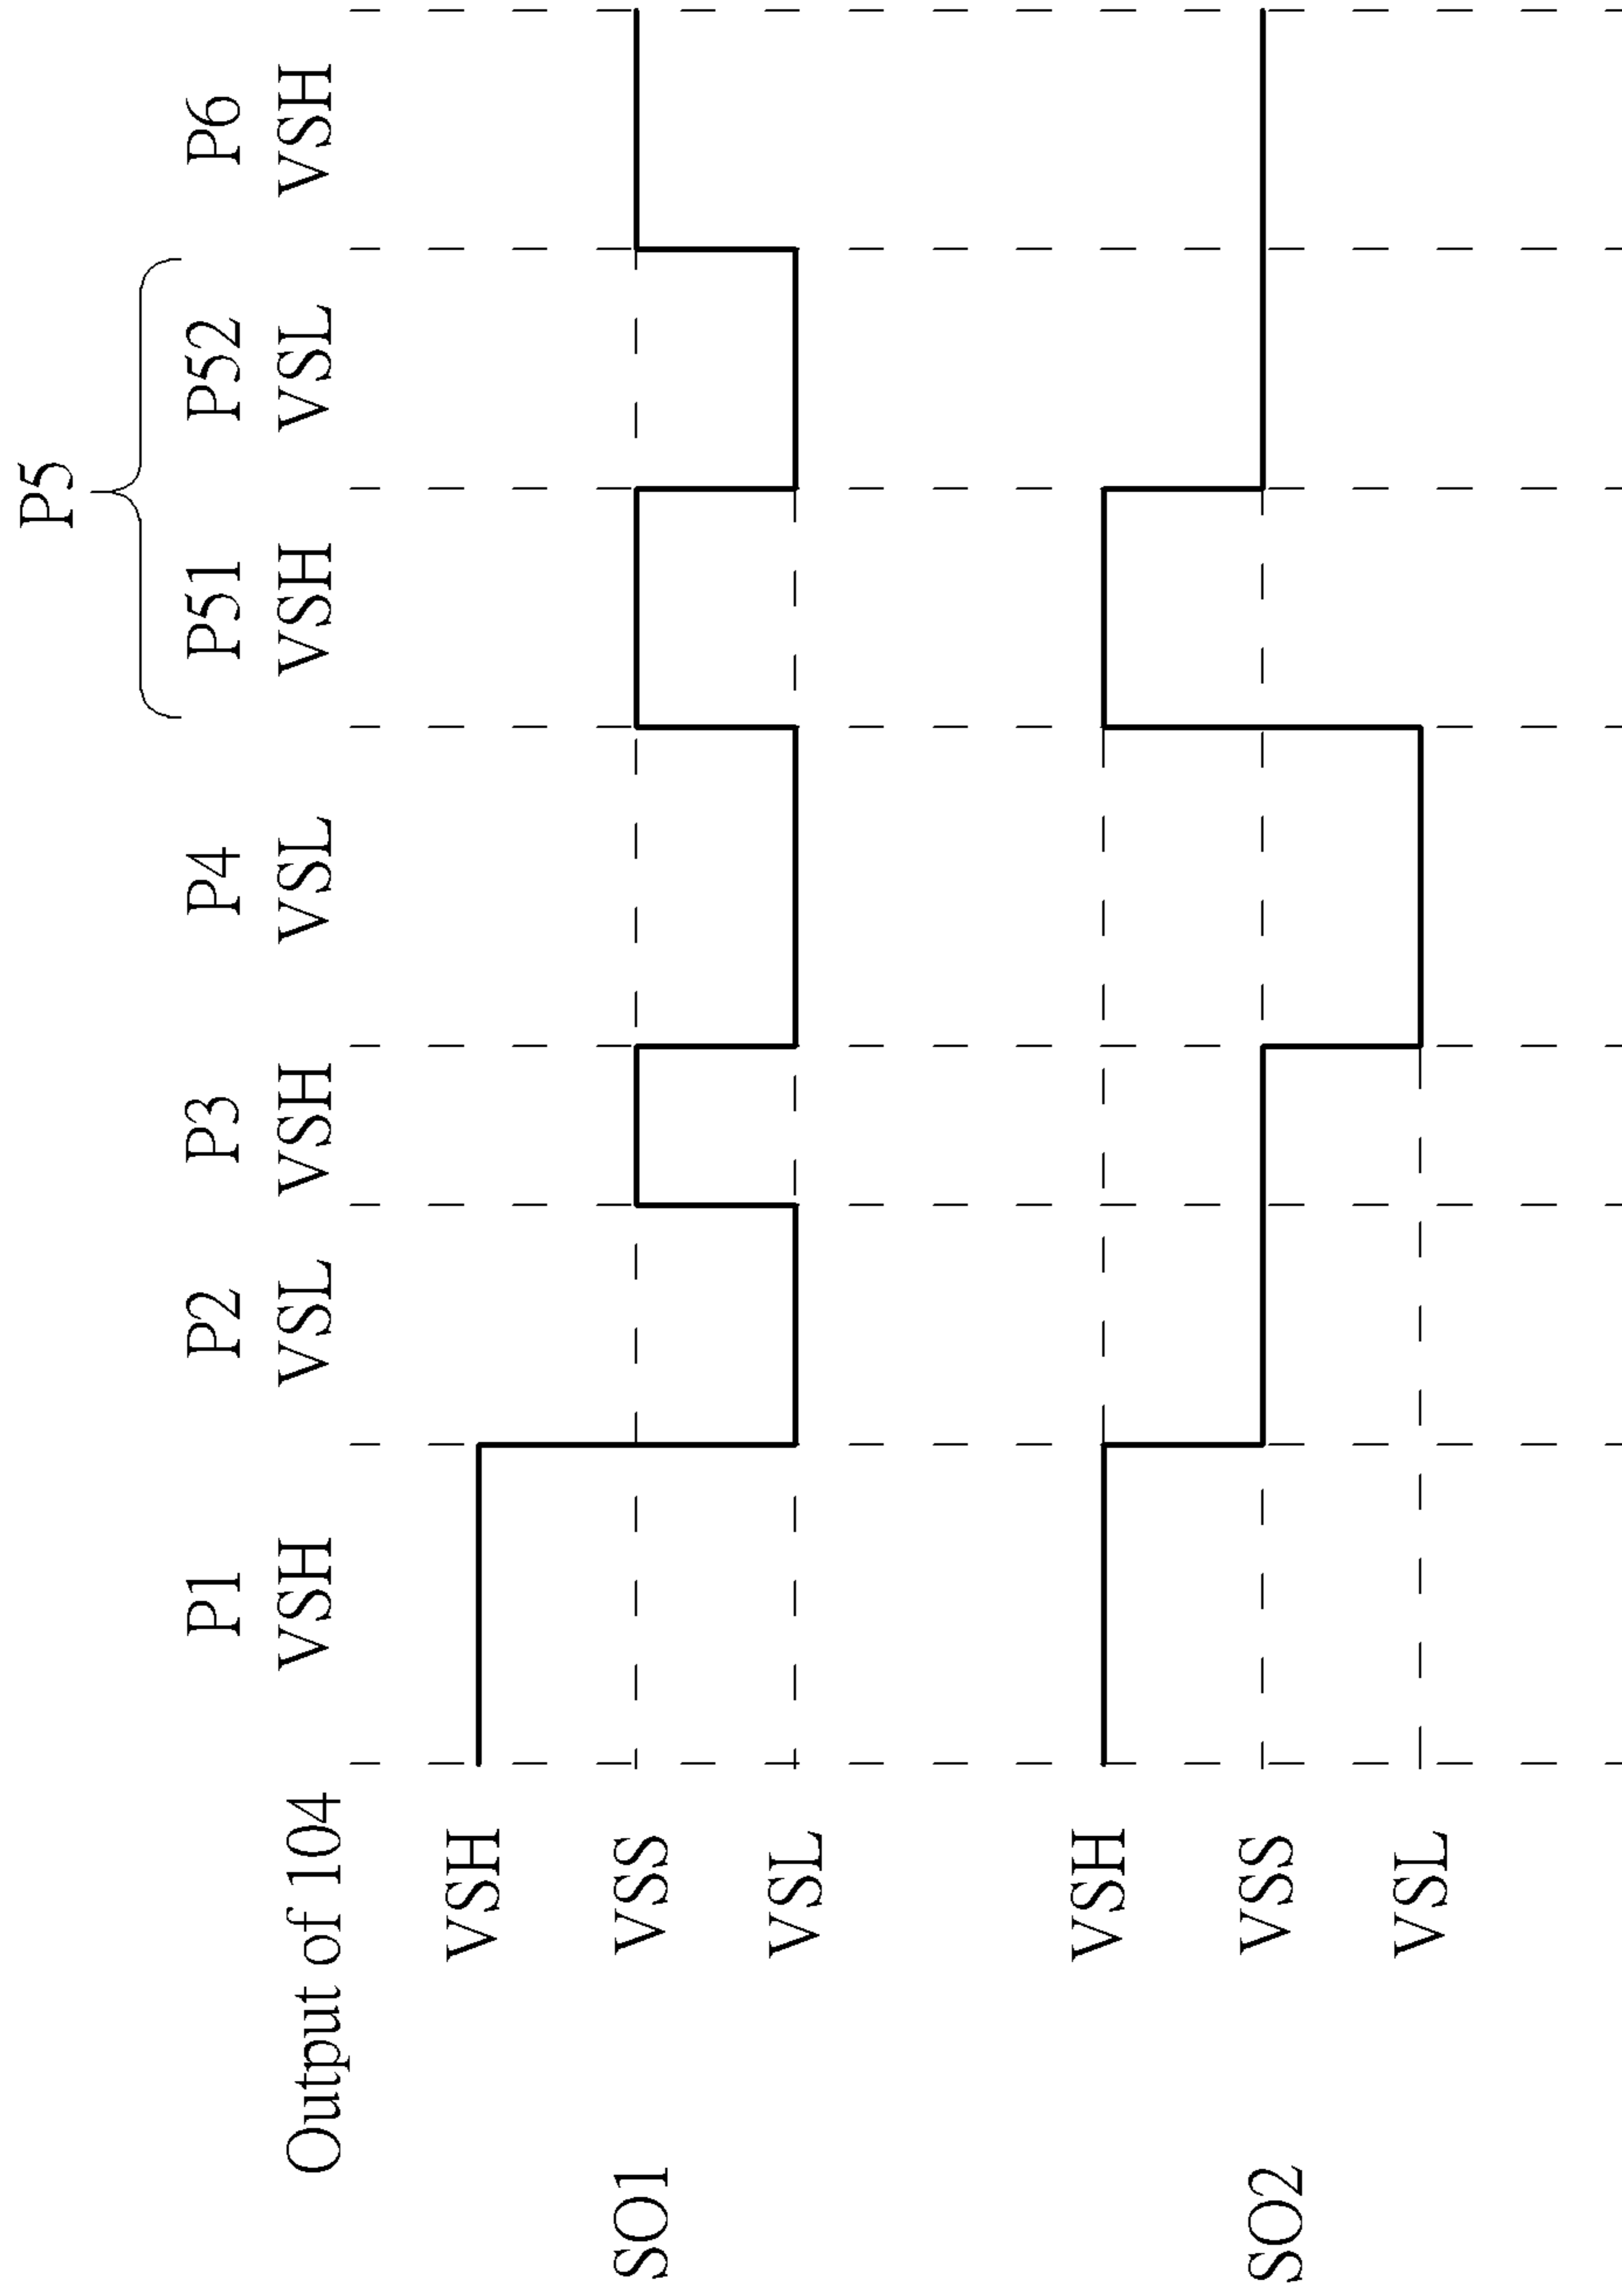 P5
P1 P2 P3 P4 P51 P52 P6
Output of 104 VSH VSL VSH VSL VSH VSL VSH
VSH
SO1 VSS
VSL
VSH
SO2 VSS
VSL